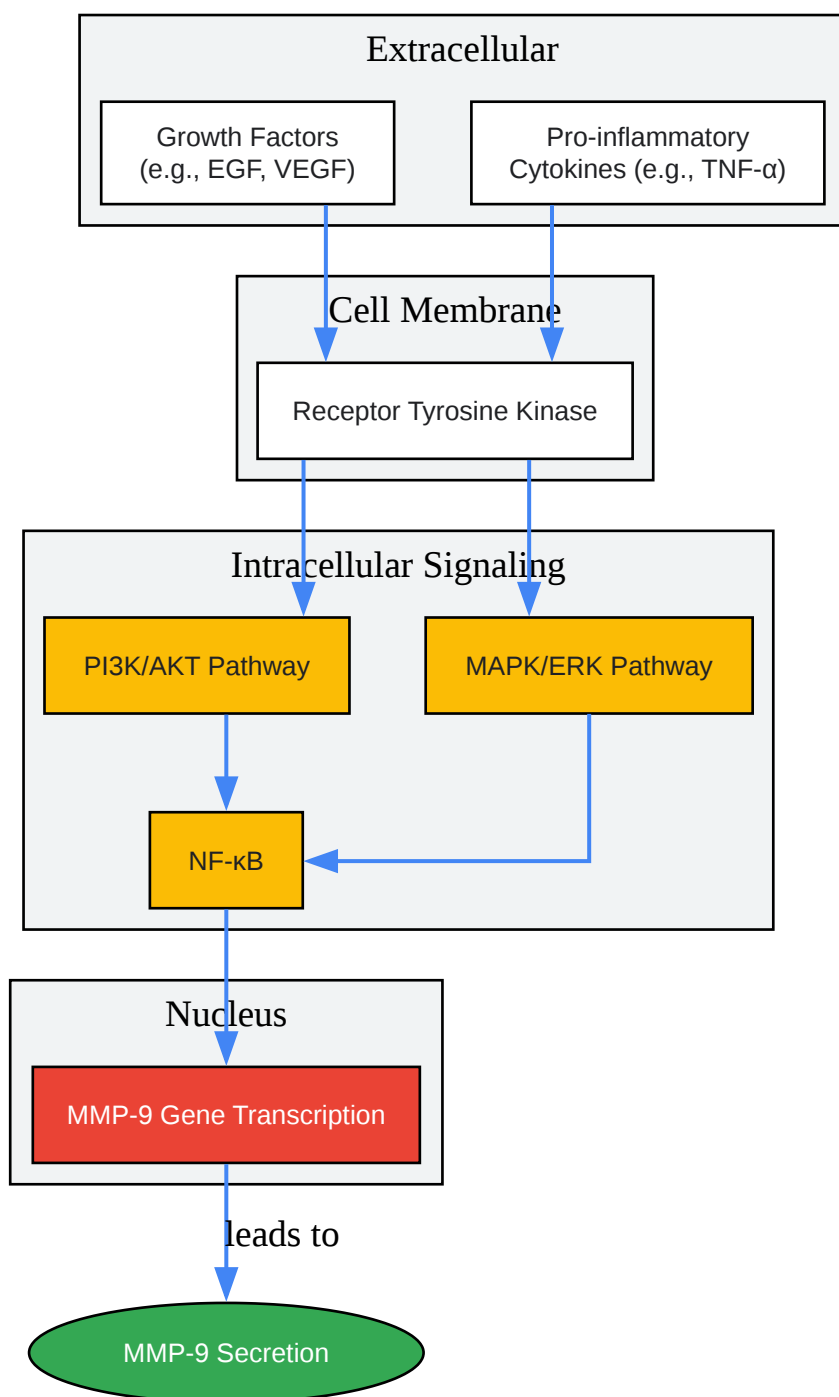 Extracellular
Growth Factors
(e.g., EGF, VEGF)
Pro-inflammatory
Cytokines (e.g., TNF-α)
Cell Membrane
Receptor Tyrosine Kinase
Intracellular Signaling
PI3K/AKT Pathway
MAPK/ERK Pathway
NF-κB
Nucleus
MMP-9 Gene Transcription
leads to
MMP-9 Secretion